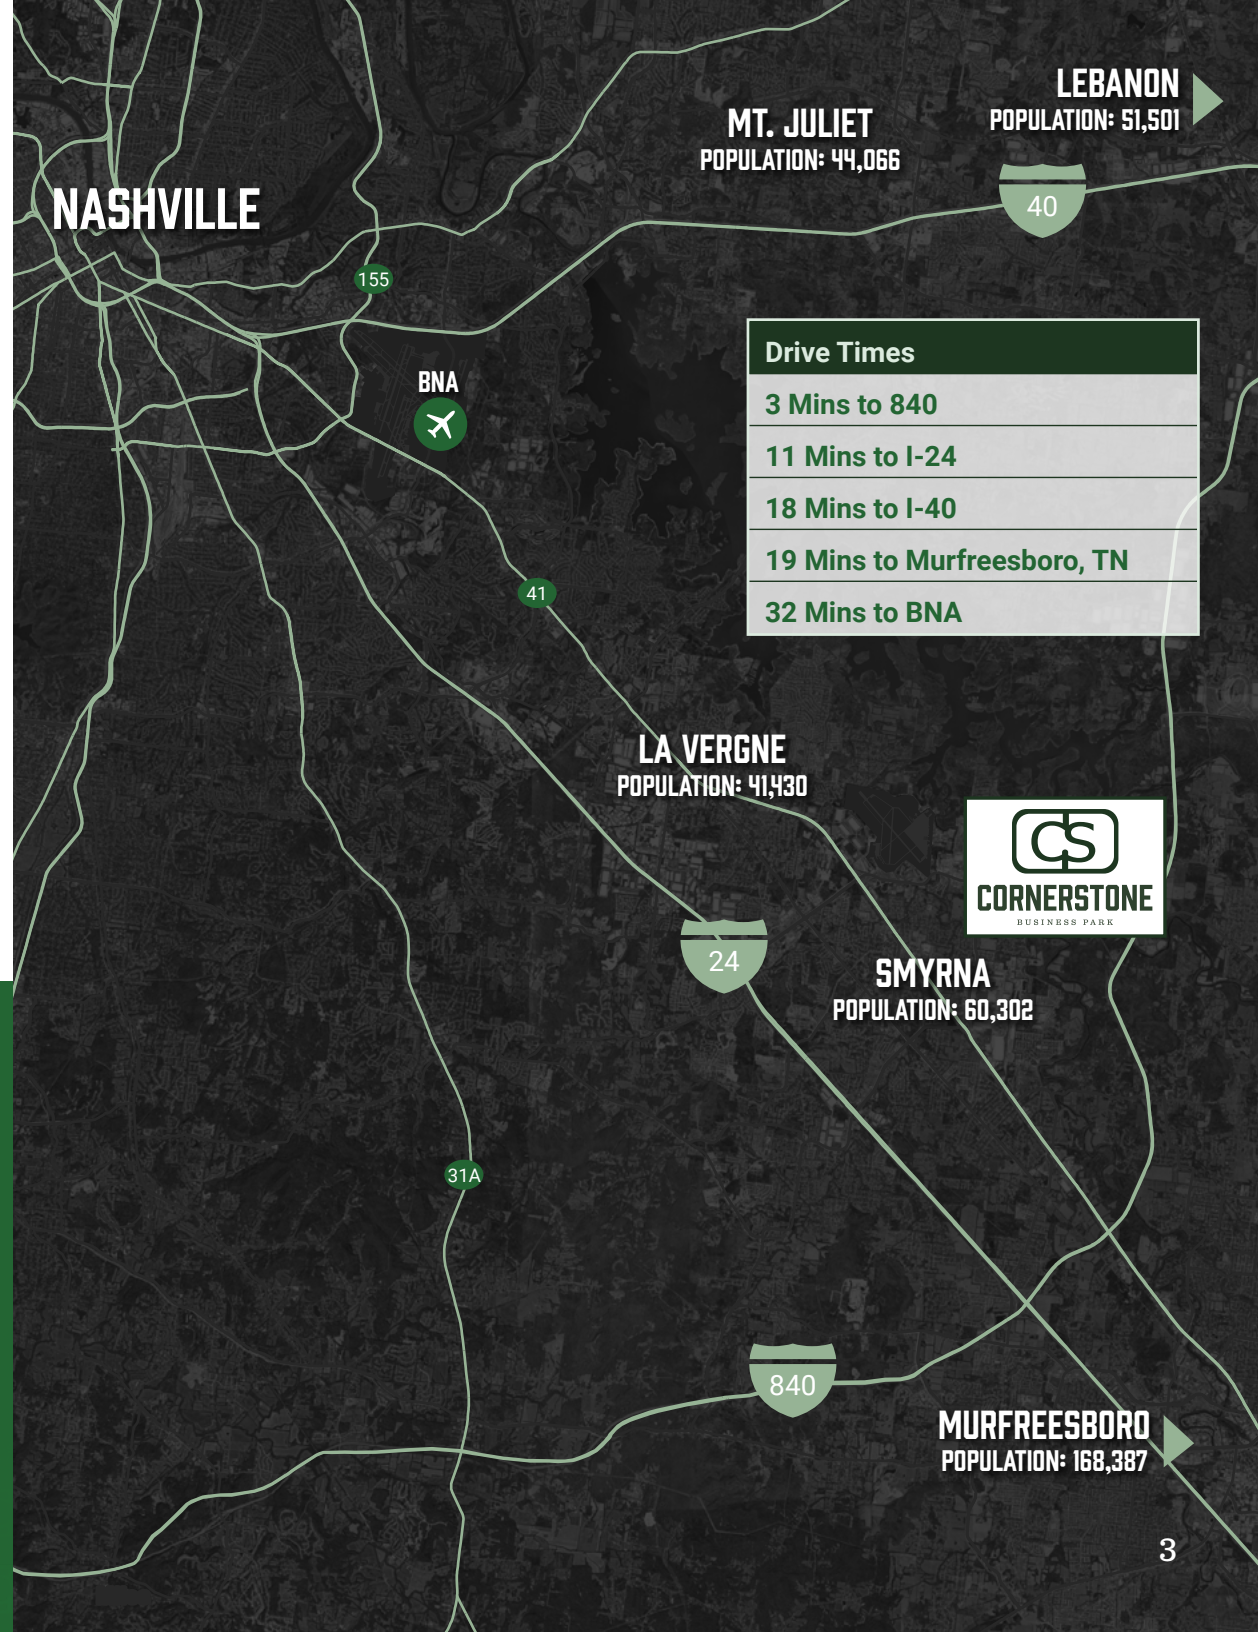 LEBANON
POPULATION: 51,501
MT. JULIET
POPULATION: 44,066
40
NASHVILLE
155
Drive Times
3 Mins to 840
11 Mins to I-24
18 Mins to I-40
19 Mins to Murfreesboro, TN
32 Mins to BNA
BNA
41
LA VERGNE
POPULATION: 41,430
CS
CORNERSTONE
BUSINESS PARK
24
SMYRNA
POPULATION: 60,302
31A
840
MURFREESBORO
POPULATION: 168,387
3